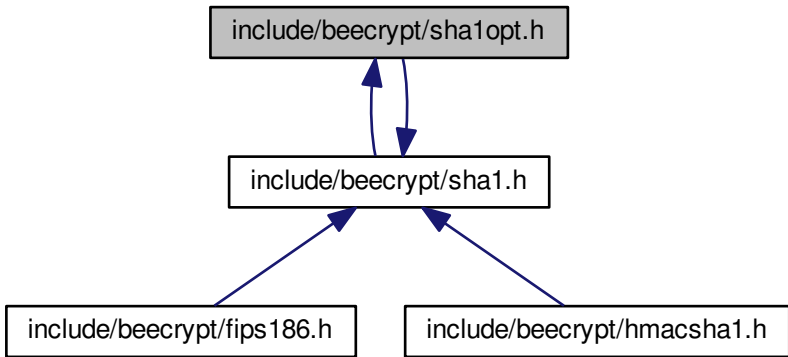 include/beecrypt/sha1opt.h
include/beecrypt/sha1.h
include/beecrypt/fips186.h
include/beecrypt/hmacsha1.h